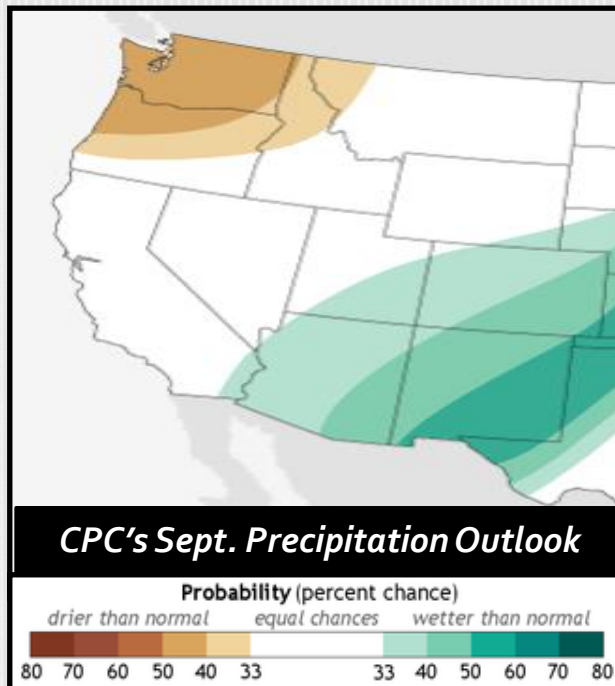 CPC's Sept. Precipitation Outlook
Probability (percent chance)
drier than normal equal chances wetter than normal
80 70 60 50 40 33 33 40 50 60 70 80